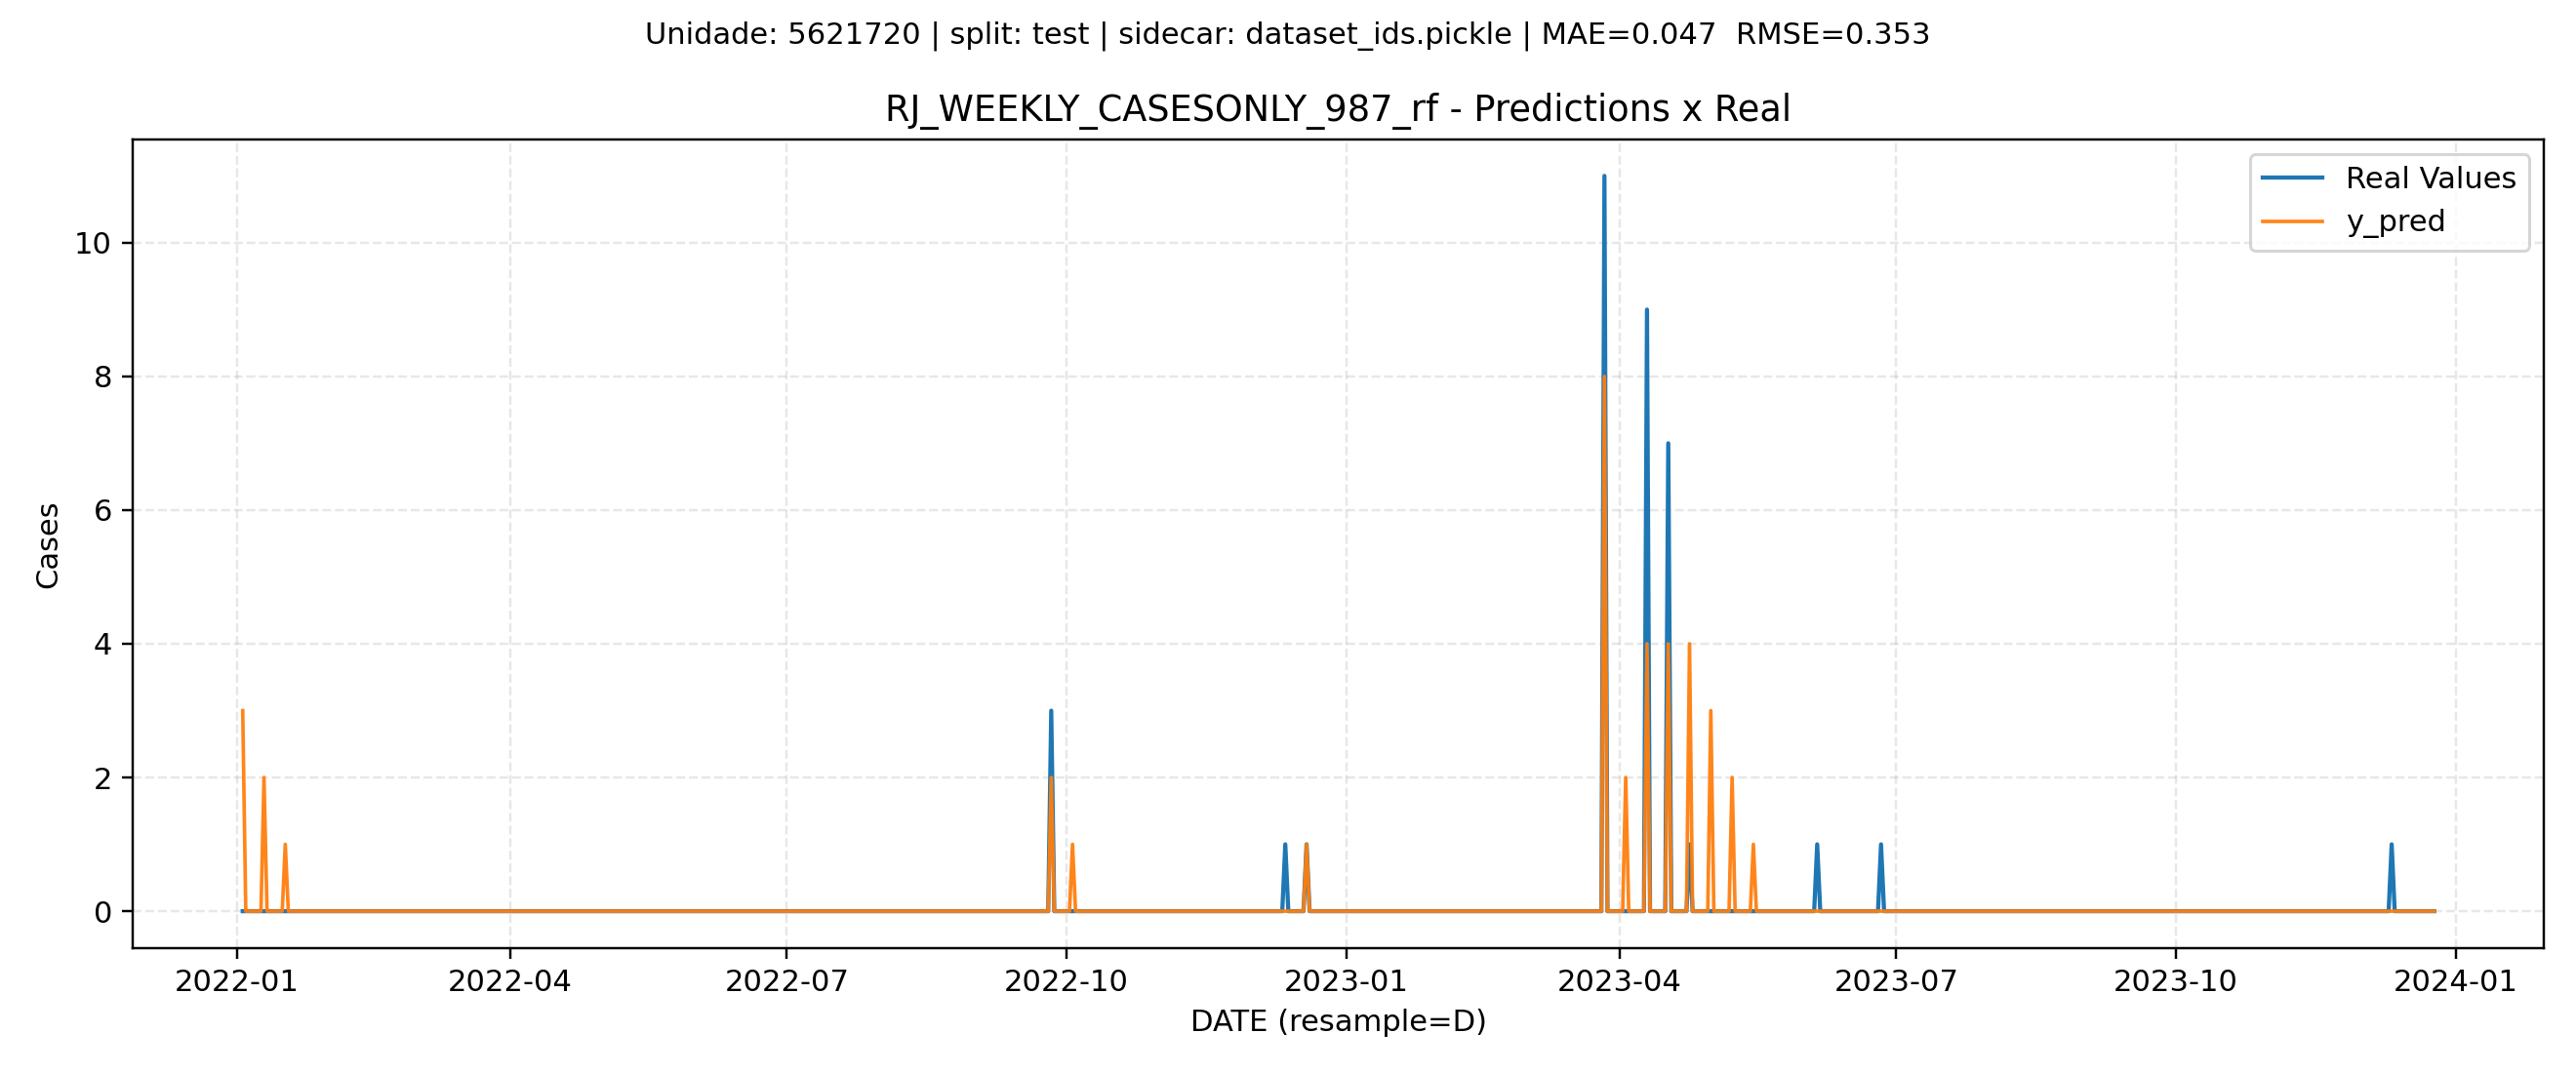 Unidade: 5621720 | split: test | sidecar: dataset_ids.pickle | MAE=0.047  RMSE=0.353
RJ_WEEKLY_CASESONLY_987_rf - Predictions x Real
Real Values
y_pred
Cases
10
8
6
4
2
0
2022-01
2022-04
2022-07
2022-10
2023-01
2023-04
2023-07
2023-10
2024-01
DATE (resample=D)